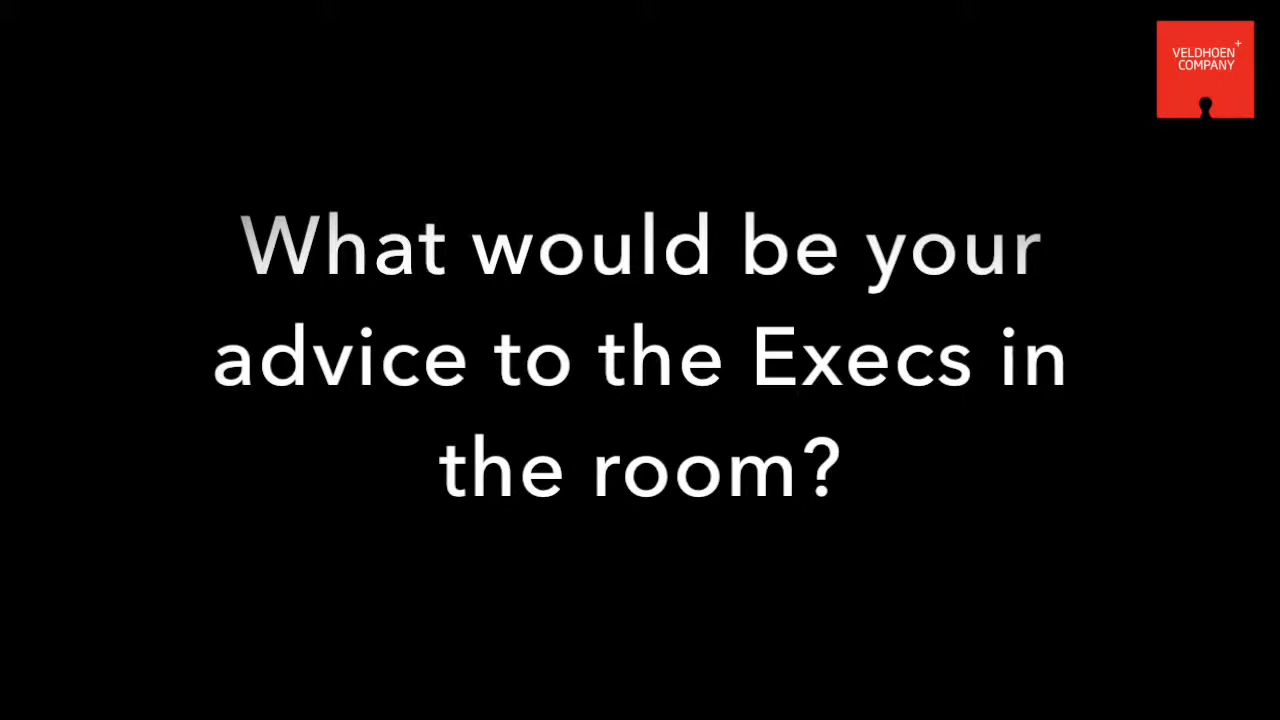 VELDHOEN+
COMPANY
What would be your
advice to the Execs in
the room?